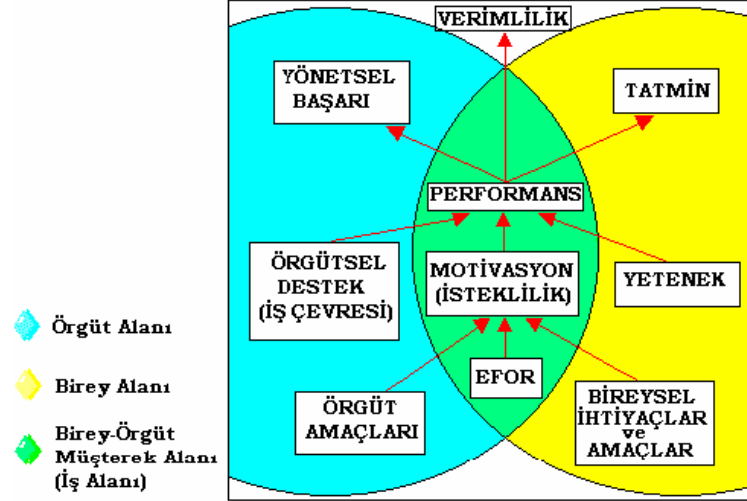 VERİMLİLİK
YÖNETSEL
BAŞARI
TATMİN
PERFORMANS
ÖRGÜTSEL
DESTEK
(İŞ ÇEVRESİ)
MOTİVASYON
(İSTEKLİLİK)
YETENEK
EFOR
ÖRGÜT
AMAÇLARI
BİREYSEL
İHTİYAÇLAR
ve
AMAÇLAR
Örgüt Alanı
Birey Alanı
Birey-Örgüt
Müşterek Alanı
(İş Alanı)